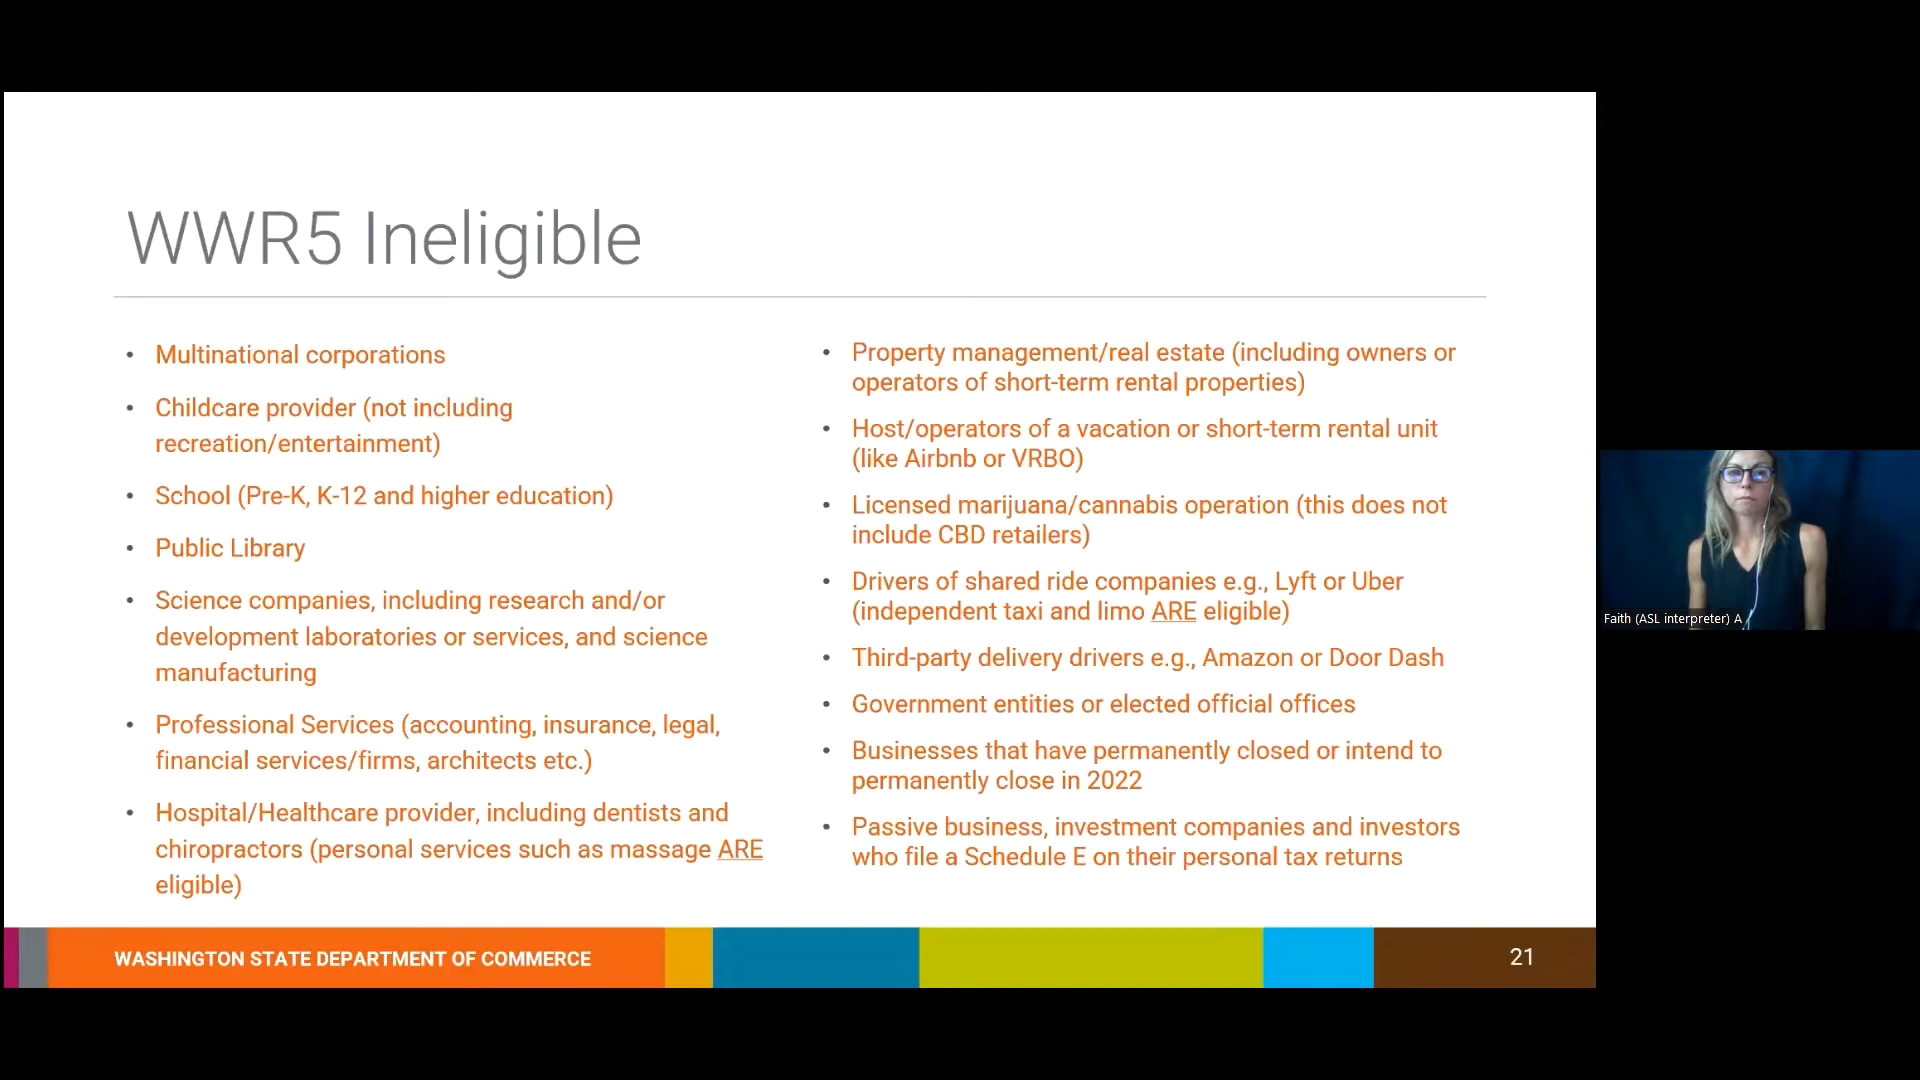 WWR5 Ineligible
• Multinational corporations
• Childcare provider (not including
recreation/entertainment)
• School (Pre-K, K-12 and higher education)
• Public Library
• Science companies, including research and/or
development laboratories or services, and science
manufacturing
• Professional Services (accounting, insurance, legal,
financial services/firms, architects etc.)
• Hospital/Healthcare provider, including dentists and
chiropractors (personal services such as massage ARE
eligible)
• Property management/real estate (including owners or
operators of short-term rental properties)
• Host/operators of a vacation or short-term rental unit
(like Airbnb or VRBO)
• Licensed marijuana/cannabis operation (this does not
include CBD retailers)
• Drivers of shared ride companies e.g., Lyft or Uber
(independent taxi and limo ARE eligible)
• Third-party delivery drivers e.g., Amazon or Door Dash
• Government entities or elected official offices
• Businesses that have permanently closed or intend to
permanently close in 2022
• Passive business, investment companies and investors
who file a Schedule E on their personal tax returns
WASHINGTON STATE DEPARTMENT OF COMMERCE
21
Faith (ASL interpreter) A